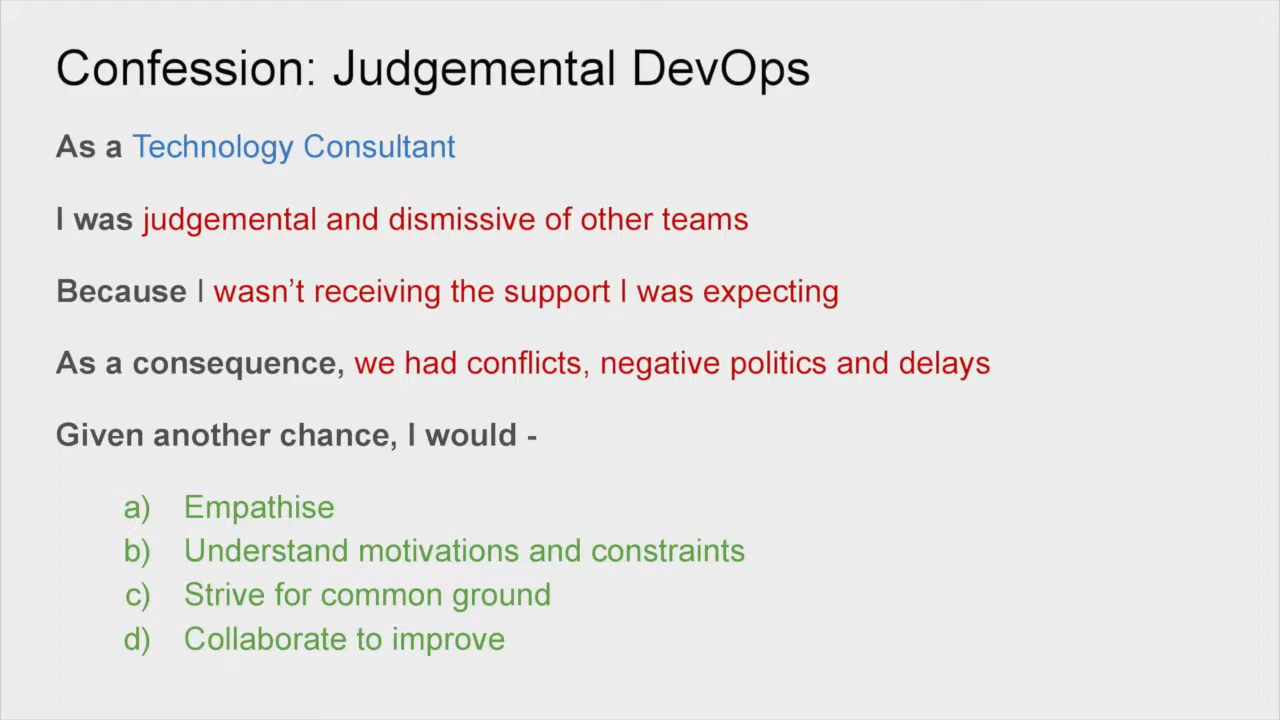 Confession: Judgemental DevOps
As a Technology Consultant
I was judgemental and dismissive of other teams
Because I wasn’t receiving the support I was expecting
As a consequence, we had conflicts, negative politics and delays
Given another chance, I would -
a) Empathise
b) Understand motivations and constraints
c) Strive for common ground
d) Collaborate to improve